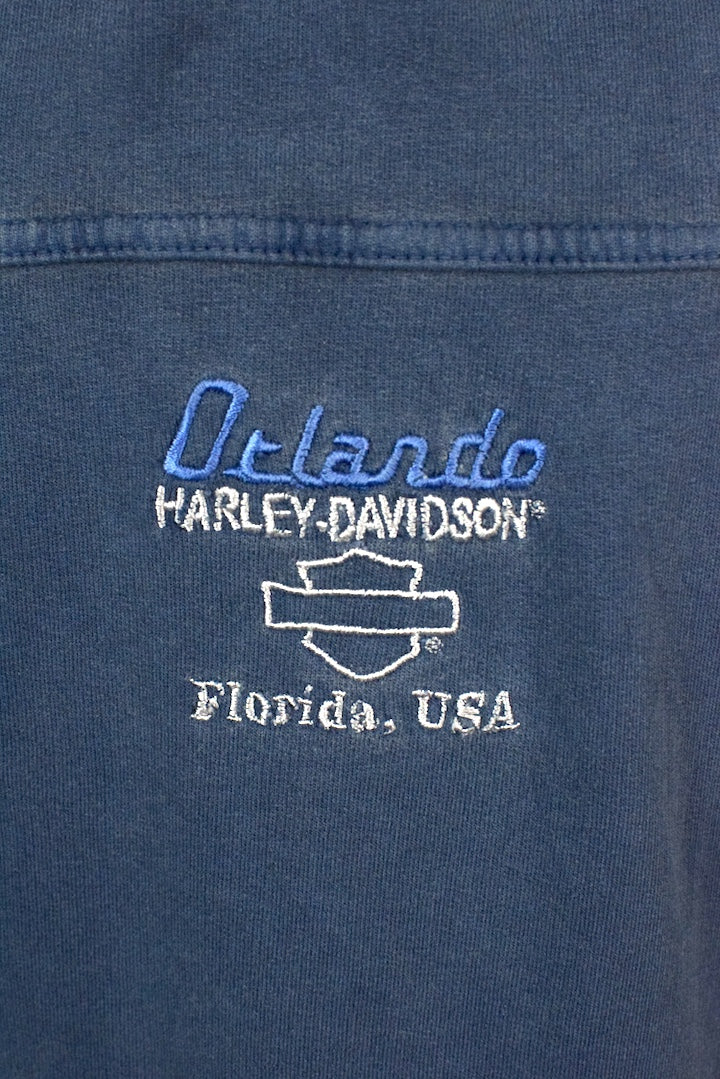 Orlando
HARLEY-DAVIDSON®
®
Florida, USA